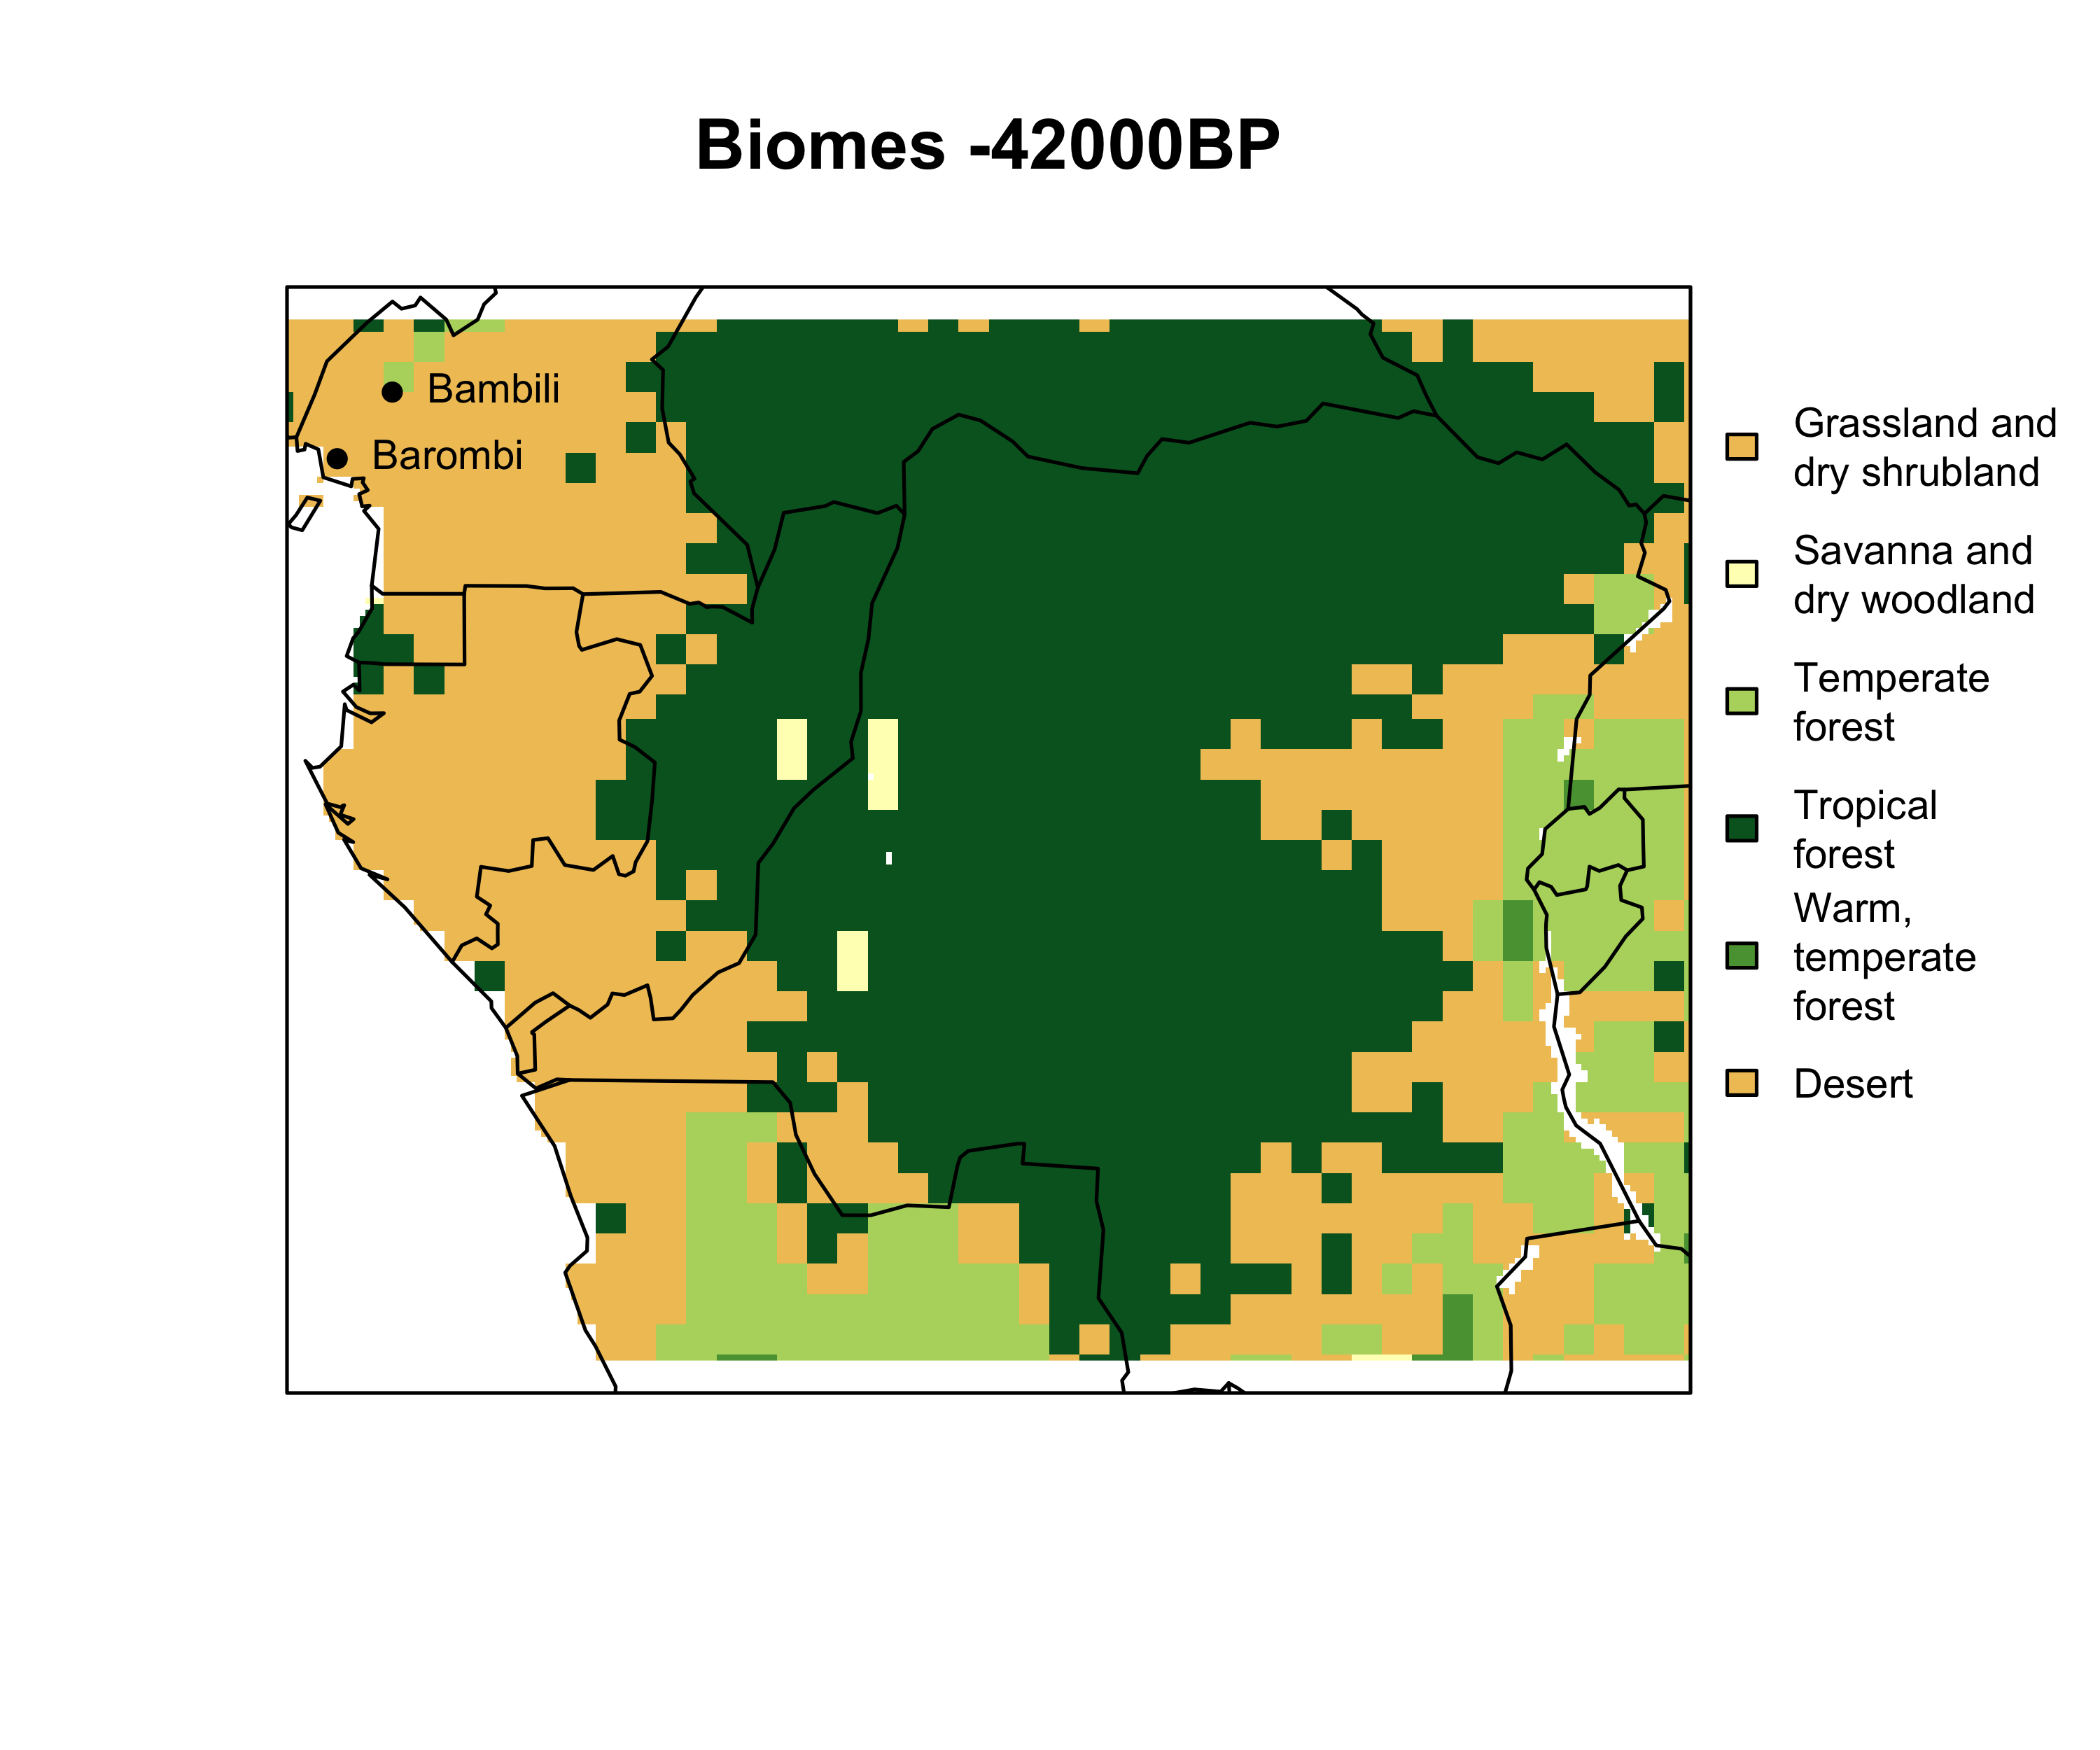 Biomes -42000BP
Bambili
Barombi
Grassland and
dry shrubland
Savanna and
dry woodland
Temperate
forest
Tropical
forest
Warm,
temperate
forest
Desert